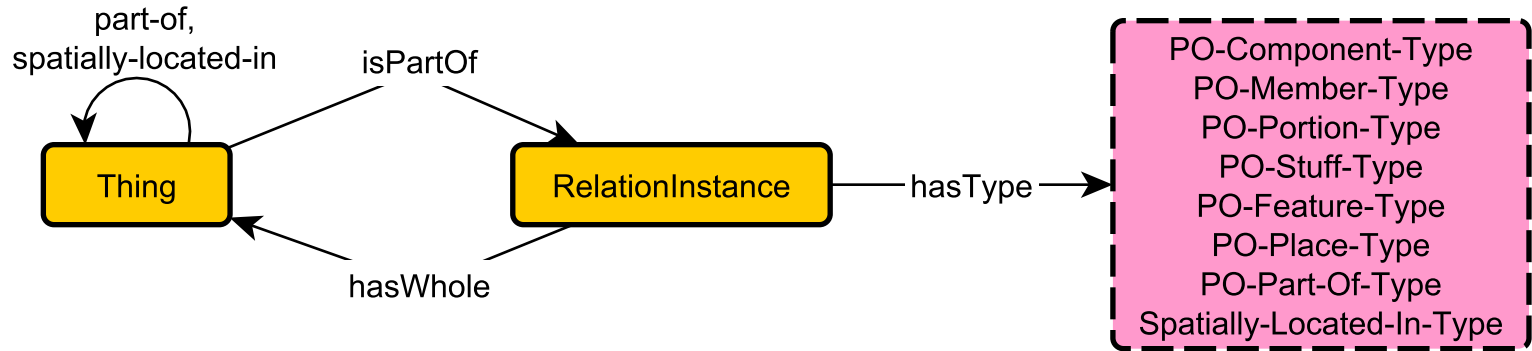 part-of,
spatially-located-in
isPartOf
Thing
RelationInstance
hasType
hasWhole
PO-Component-Type
PO-Member-Type
PO-Portion-Type
PO-Stuff-Type
PO-Feature-Type
PO-Place-Type
PO-Part-Of-Type
Spatially-Located-In-Type